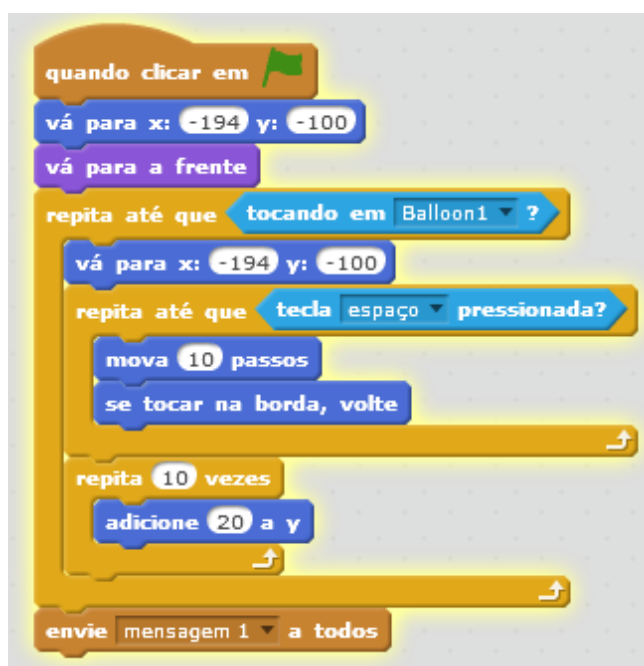 quando clicar em
vá para x: -194 y: -100
vá para a frente
repita até que tocando em Balloon1 ?
vá para x: -194 y: -100
repita até que tecla espaço pressionada?
mova 10 passos
se tocar na borda, volte
repita 10 vezes
adicione 20 a y
envie mensagem 1 a todos